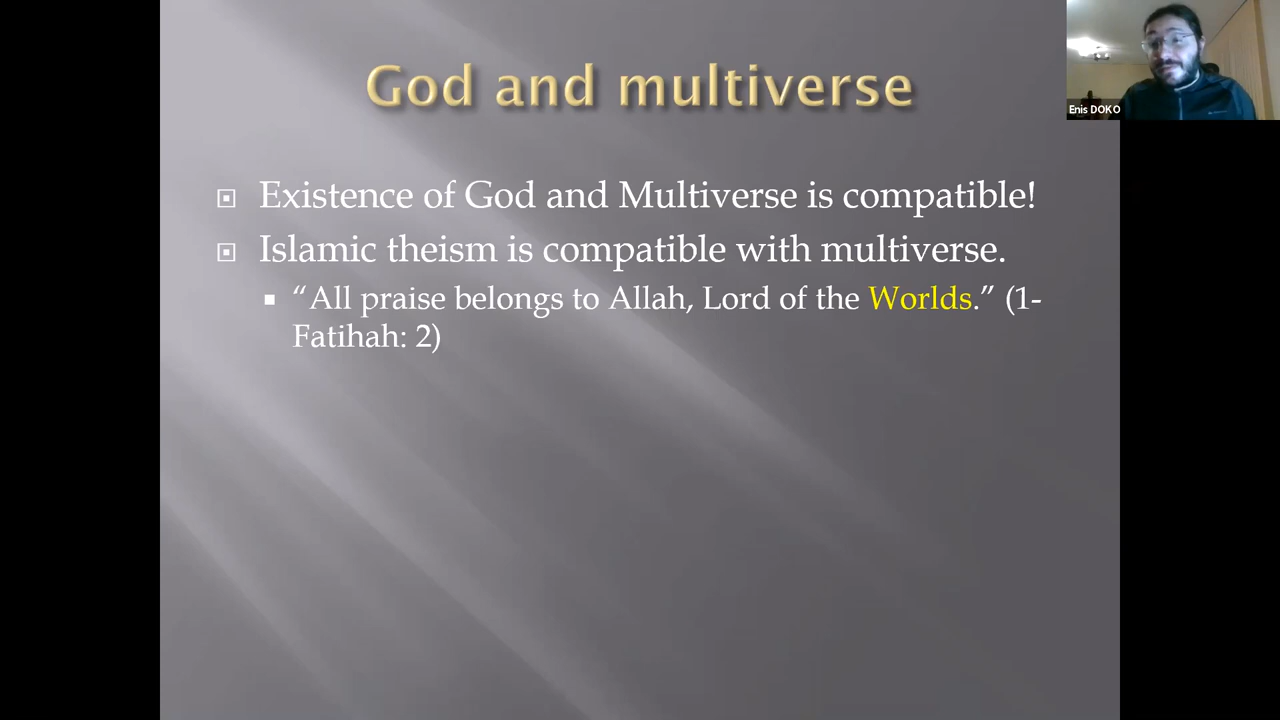 God and multiverse
Enis DOKO
Existence of God and Multiverse is compatible!
Islamic theism is compatible with multiverse.
“All praise belongs to Allah, Lord of the Worlds.” (1-
Fatihah: 2)